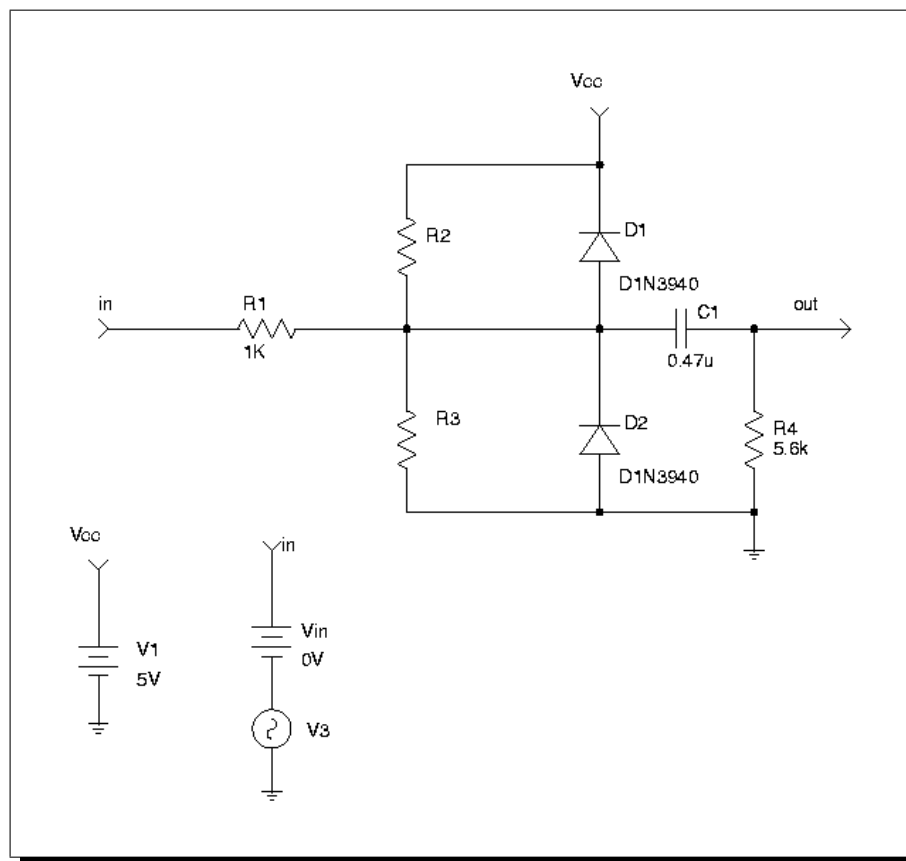 Vcc
R2
D1
D1N3940
in
R1
1K
C1
0.47u
out
R3
D2
D1N3940
R4
5.6k
Vcc
V1
5V
in
Vin
0V
V3